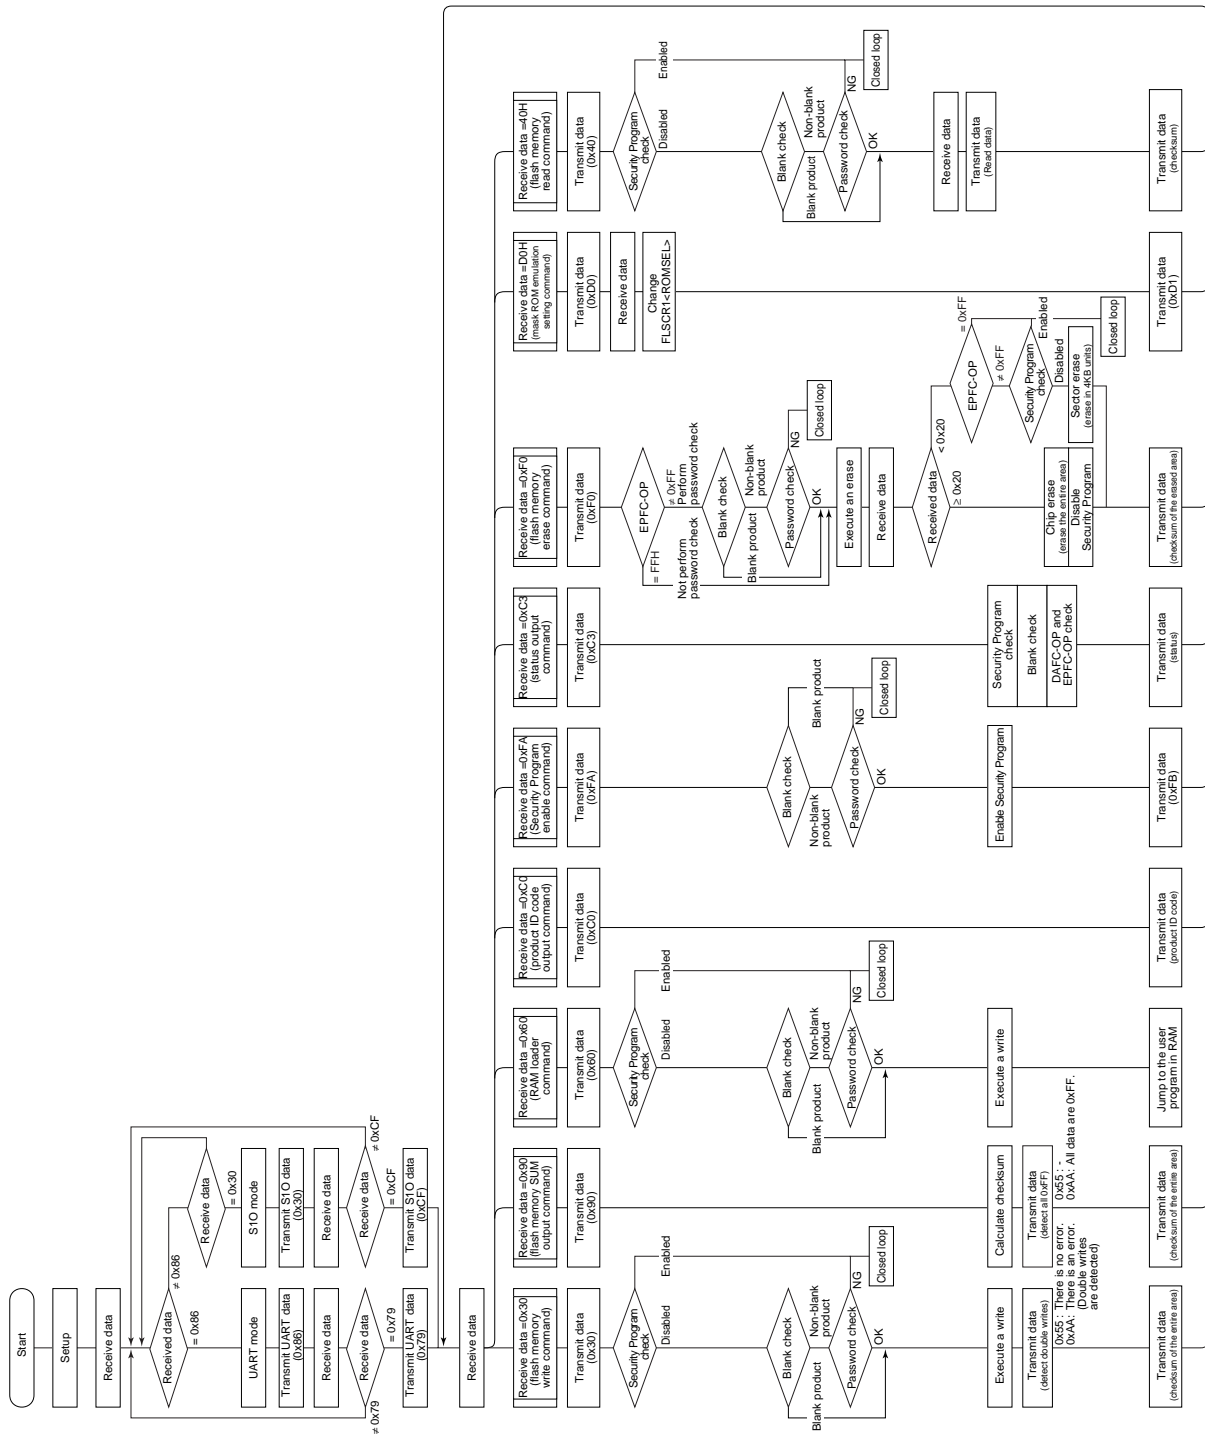 Start
Setup
Receive data
Received data
≠ 0x86
= 0x86
UART mode
Transmit UART data
(0x86)
Receive data
Receive data
≠ 0x79
= 0x79
Transmit UART data
(0x79)
Receive data
= 0x30
S1O mode
Transmit S1O data
(0x30)
Receive data
Receive data
≠ 0xCF
= 0xCF
Transmit S1O data
(0xCF)
Receive data
Receive data =0x30
(flash memory
write command)
Transmit data
(0x30)
Security Program
check
Enabled
Disabled
Blank check
Non-blank
product
Blank product
Password check
NG
OK
Closed loop
Execute a write
Transmit data
(detect double writes)
0x55 : There is no error.
0xAA: There is an error.
(Double writes
are detected)
Transmit data
(checksum of the entire area)
Receive data =0x90
(flash memory SUM
output command)
Transmit data
(0x90)
Calculate checksum
Transmit data
(detect all 0xFF)
0x55 : -
0xAA: All data are 0xFF.
Transmit data
(checksum of the entire area)
Receive data =0x60
(RAM loader
command)
Transmit data
(0x60)
Security Program
check
Enabled
Disabled
Blank check
Non-blank
product
Blank product
Password check
NG
OK
Closed loop
Execute a write
Jump to the user
program in RAM
Receive data =0xC0
(product ID code
output command)
Transmit data
(0xC0)
Transmit data
(product ID code)
Receive data =0xFA
(Security Program
enable command)
Transmit data
(0xFA)
Blank check
Blank product
Non-blank
product
Password check
NG
OK
Closed loop
Enable Security Program
Transmit data
(0xFB)
Receive data =0xC3
(status output
command)
Transmit data
(0xC3)
Security Program
check
Blank check
DAFC-OP and
EPFC-OP check
Transmit data
(status)
Receive data =0xF0
(flash memory
erase command)
Transmit data
(0xF0)
EPFC-OP
= FFH
Not perform
password check
≠ 0xFF
Perform
password check
Blank check
Non-blank
product
Blank product
Password check
NG
OK
Closed loop
Execute an erase
Receive data
Received data
< 0x20
≥ 0x20
EPFC-OP
= 0xFF
≠ 0xFF
Security Program
check
Enabled
Disabled
Closed loop
Chip erase
(erase the entire area)
Disable
Security Program
Sector erase
(erase in 4KB units)
Transmit data
(checksum of the erased area)
Receive data =D0H
(mask ROM emulation
setting command)
Transmit data
(0xD0)
Receive data
Change
FLSCR1<ROMSEL>
Transmit data
(0xD1)
Receive data =40H
(flash memory
read command)
Transmit data
(0x40)
Security Program
check
Enabled
Disabled
Blank check
Non-blank
product
Blank product
Password check
NG
OK
Closed loop
Receive data
Transmit data
(Read data)
Transmit data
(checksum)